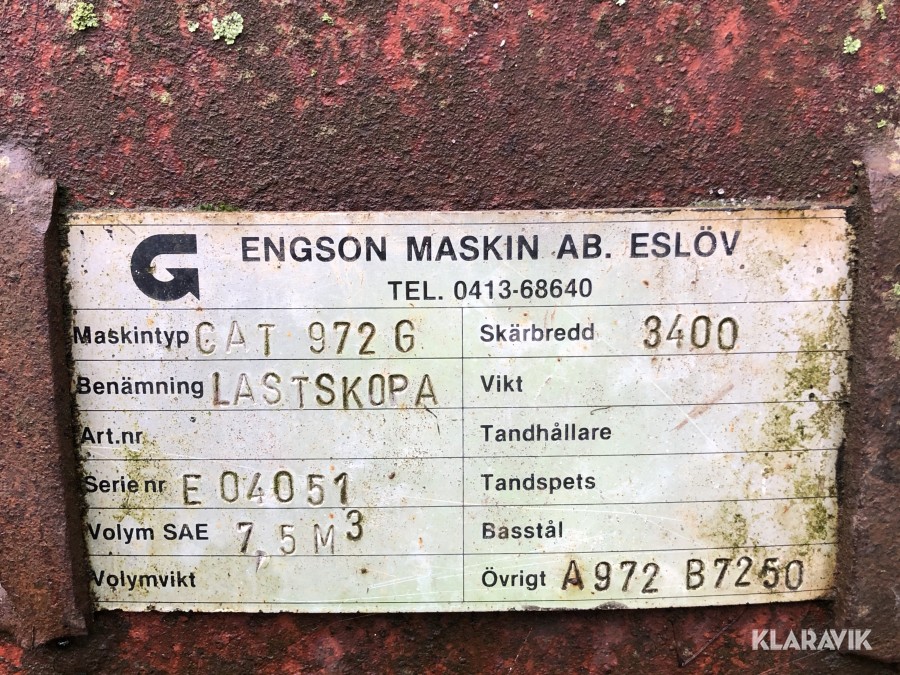 ENGSON MASKIN AB. ESLÖV
TEL. 0413-68640
Maskintyp CAT 972 G
Skärbredd 3400
Benämning LASTSKOPA
Vikt
Art.nr
Tandhållare
Serie nr E 04051
Tandspets
Volym SAE 7,5 M³
Basstål
Volymvikt
Övrigt A972 B7250
KLARAVIK